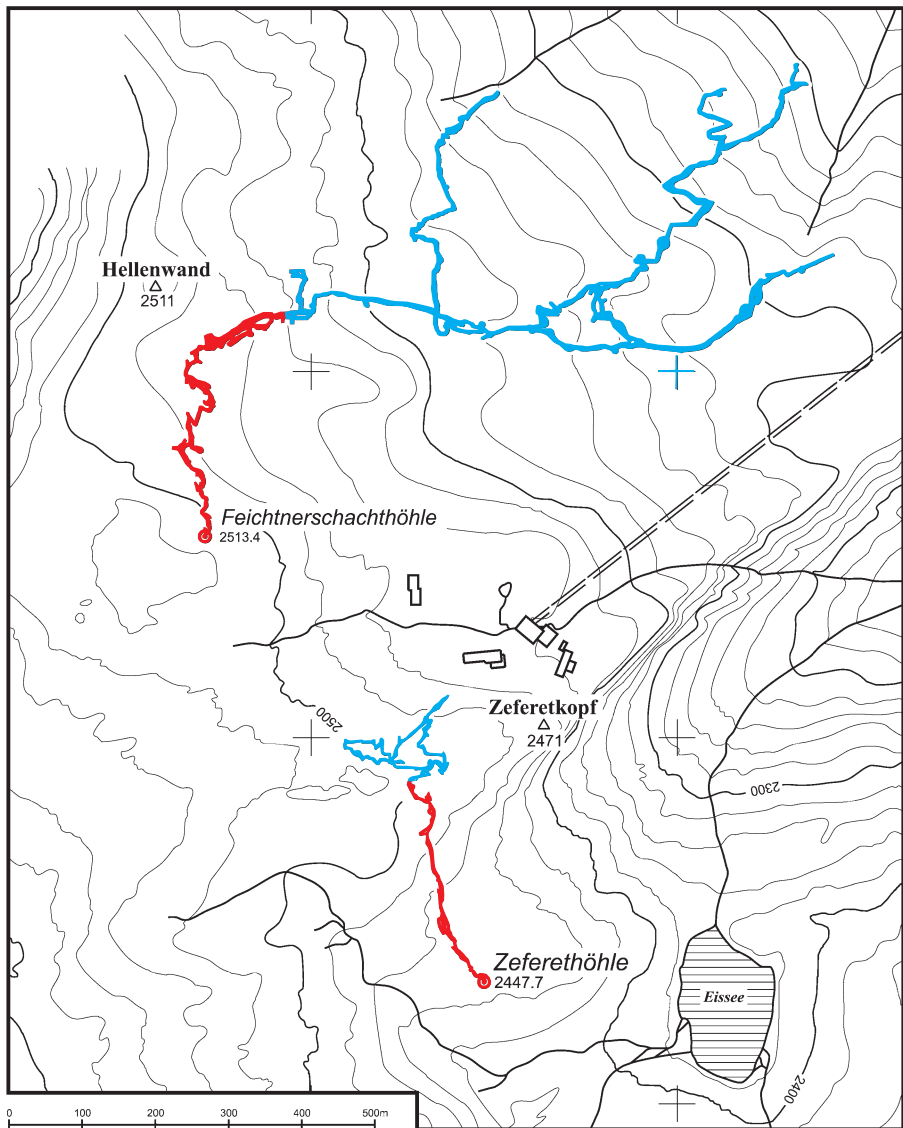 Hellenwand
2511
Feichtnerschachthöhle
2513.4
2500
Zeferetkopf
2471
2300
Zeferethöhle
2447.7
Eissee
2400
0 100 200 300 400 500m